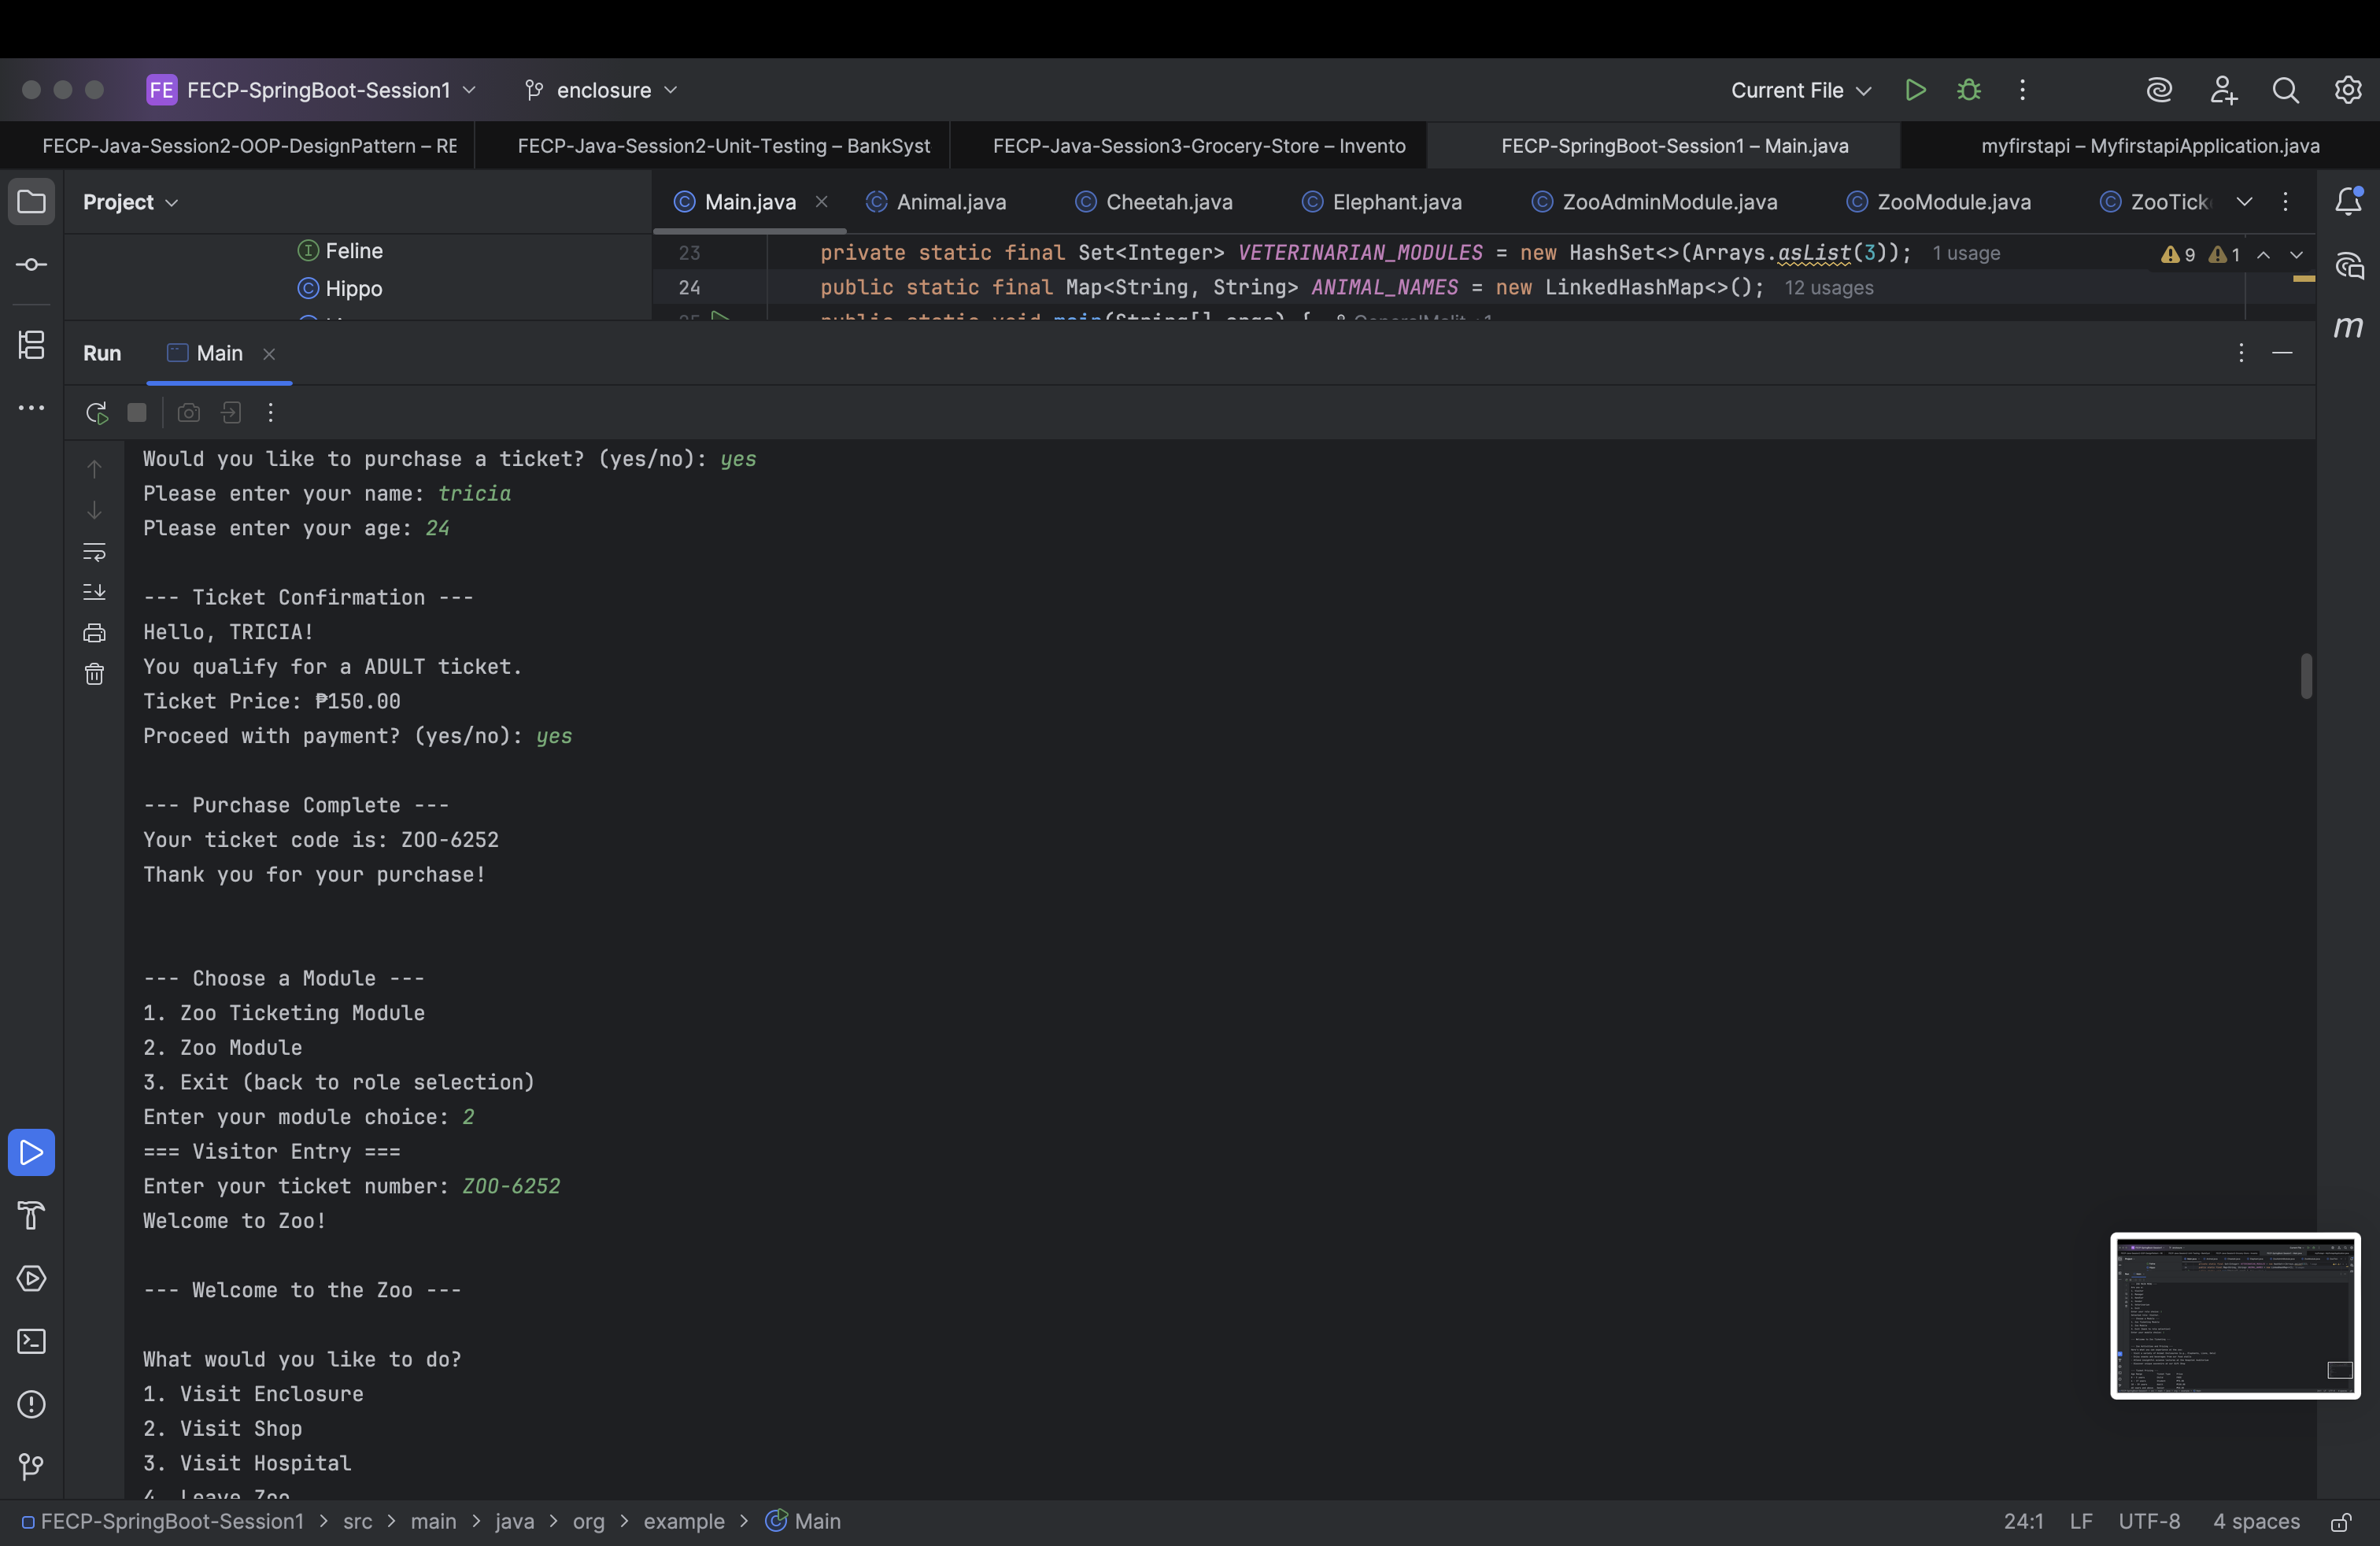 FE FECP-SpringBoot-Session1 enclosure Current File
FECP-Java-Session2-OOP-DesignPattern – RE FECP-Java-Session2-Unit-Testing – BankSyst FECP-Java-Session3-Grocery-Store – Invento FECP-SpringBoot-Session1 – Main.java myfirstapi – MyfirstapiApplication.java
Project Main.java Animal.java Cheetah.java Elephant.java ZooAdminModule.java ZooModule.java ZooTick
Feline
Hippo
23 private static final Set<Integer> VETERINARIAN_MODULES = new HashSet<>(Arrays.asList(3)); 1 usage 9 1
24 public static final Map<String, String> ANIMAL_NAMES = new LinkedHashMap<>(); 12 usages
25 public static void main(String[] args) {
Run Main
Would you like to purchase a ticket? (yes/no): yes
Please enter your name: tricia
Please enter your age: 24
--- Ticket Confirmation ---
Hello, TRICIA!
You qualify for a ADULT ticket.
Ticket Price: ₱150.00
Proceed with payment? (yes/no): yes
--- Purchase Complete ---
Your ticket code is: ZOO-6252
Thank you for your purchase!
--- Choose a Module ---
1. Zoo Ticketing Module
2. Zoo Module
3. Exit (back to role selection)
Enter your module choice: 2
=== Visitor Entry ===
Enter your ticket number: ZOO-6252
Welcome to Zoo!
--- Welcome to the Zoo ---
What would you like to do?
1. Visit Enclosure
2. Visit Shop
3. Visit Hospital
4. Leave Zoo
FECP-SpringBoot-Session1 > src > main > java > org > example > Main 24:1 LF UTF-8 4 spaces